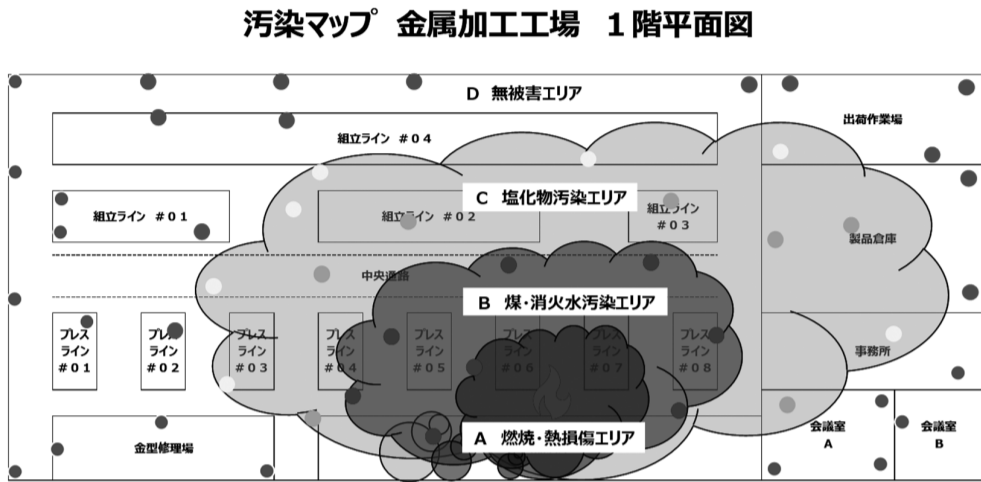 汚染マップ 金属加工工場 1階平面図
D 無被害エリア
出荷作業場
組立ライン #04
C 塩化物汚染エリア
組立ライン #01
組立ライン #02
組立ライン
#03
製品倉庫
中央通路
B 煤・消火水汚染エリア
プレス
ライン
#01
プレス
ライン
#02
プレス
ライン
#03
プレス
ライン
#04
プレス
ライン
#05
プレス
ライン
#06
プレス
ライン
#07
プレス
ライン
#08
事務所
金型修理場
A 燃焼・熱損傷エリア
会議室
A
会議室
B